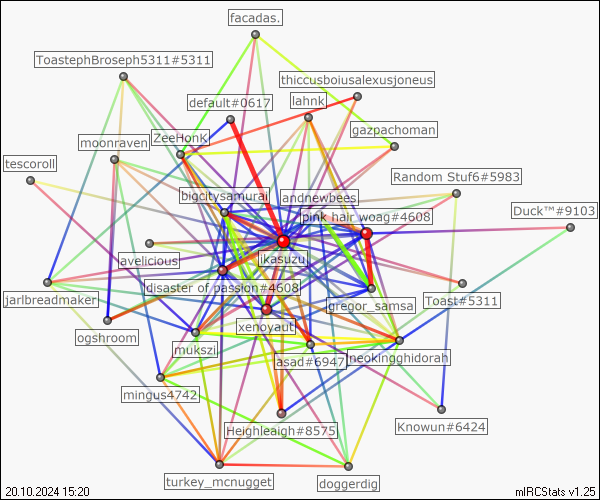 facadas.
ToastephBroseph5311#5311
thiccusboiusalexusjoneus
default#0617
lahnk
ZeeHonK
gazpachoman
moonraven
tescoroll
Random Stuf6#5983
bigcitysamurai
andnewbees
pink hair woag#4608
Duck™#9103
avelicious
ikasuzu
disaster of passion#4608
jarlbreadmaker
gregor_samsa
Toast#5311
xenoyaut
ogshroom
mukszi
asad#6947
neokingghidorah
mingus4742
Heighleaigh#8575
Knowun#6424
turkey_mcnugget
doggerdig
20.10.2024 15:20
mIRCStats v1.25